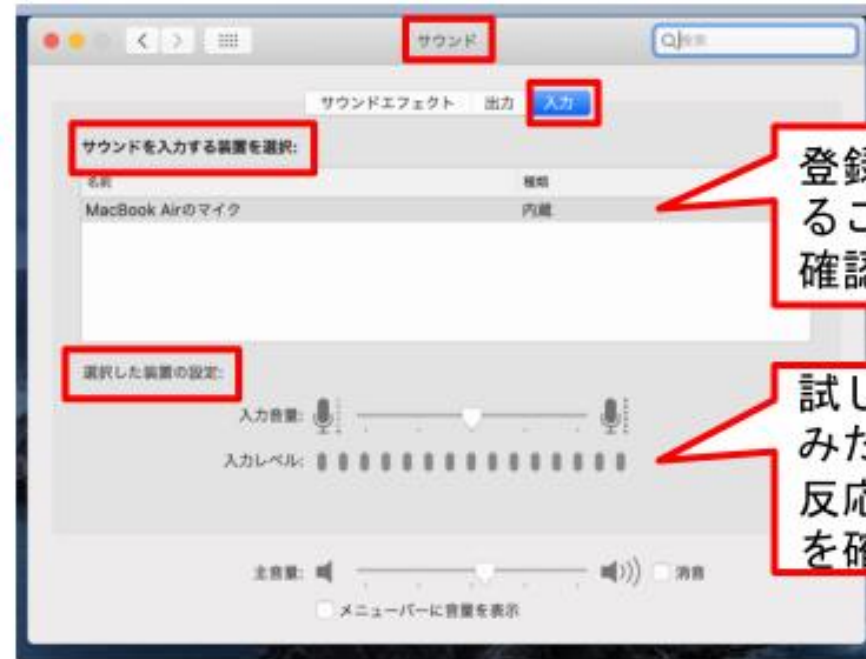 サウンド
検索
サウンドエフェクト 出力 入力
サウンドを入力する装置を選択:
名前 種類
MacBook Airのマイク 内蔵
登録
るこ
確認
選択した装置の設定:
入力音量:
入力レベル:
試し
みた
反応
を確
主音量: 消音
メニューバーに音量を表示